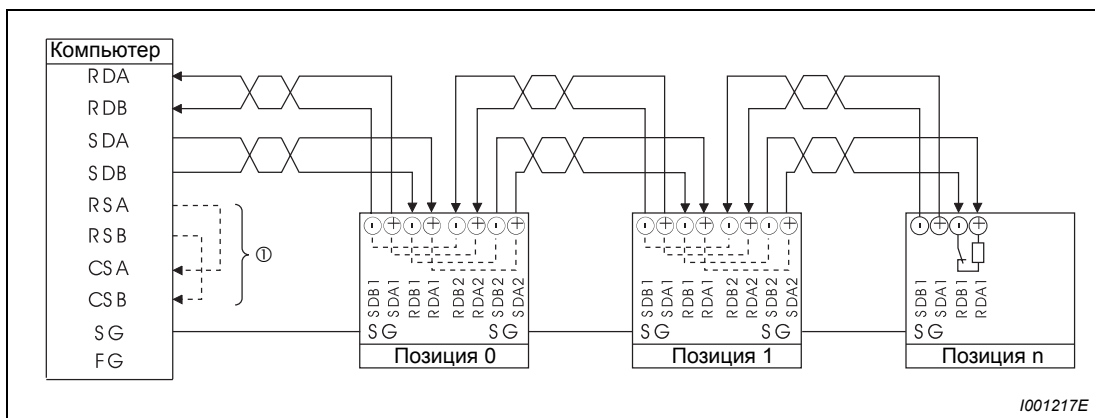 Компьютер
RDA
RDB
SDA
SDB
RSA
RSB
CSA
CSB
SG
FG
①
SDB1
SDA1
RDB1
RDA1
RDB2
RDA2
SDB2
SDA2
SG SG
Позиция 0
SDB1
SDA1
RDB1
RDA1
RDB2
RDA2
SDB2
SDA2
SG SG
Позиция 1
SDB1
SDA1
RDB1
RDA1
SG
Позиция n
I001217E